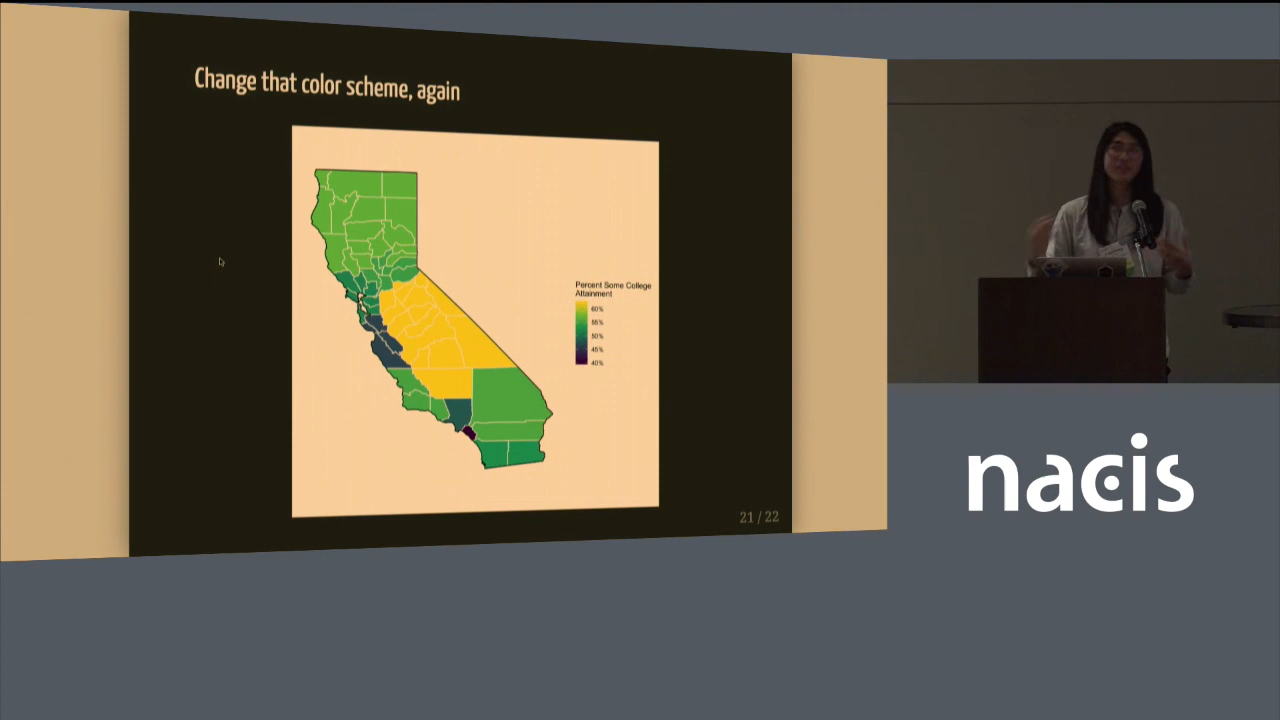 Change that color scheme, again
Percent Some College
Attainment
60%
55%
50%
45%
40%
21 / 22
nacis